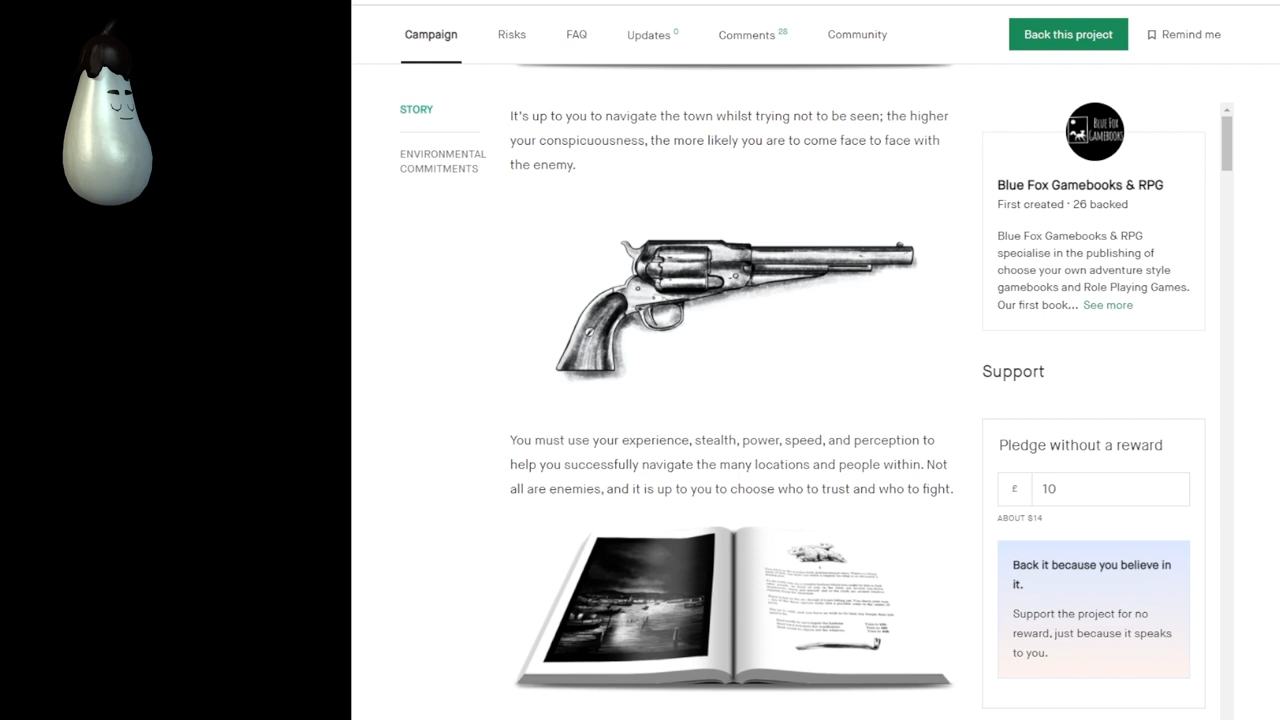 Campaign
Risks
FAQ
Updates 0
Comments 28
Community
Back this project
Remind me
STORY
ENVIRONMENTAL
COMMITMENTS
It's up to you to navigate the town whilst trying not to be seen; the higher
your conspicuousness, the more likely you are to come face to face with
the enemy.
You must use your experience, stealth, power, speed, and perception to
help you successfully navigate the many locations and people within. Not
all are enemies, and it is up to you to choose who to trust and who to fight.
BLUE FOX
GAMEBOOKS
Blue Fox Gamebooks & RPG
First created · 26 backed
Blue Fox Gamebooks & RPG
specialise in the publishing of
choose your own adventure style
gamebooks and Role Playing Games.
Our first book... See more
Support
Pledge without a reward
£ 10
ABOUT $14
Back it because you believe in
it.
Support the project for no
reward, just because it speaks
to you.